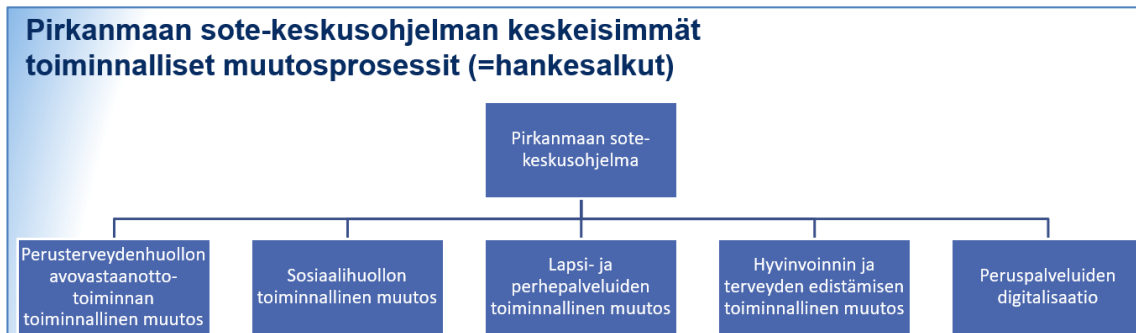 Pirkanmaan sote-keskusohjelman keskeisimmät
toiminnalliset muutosprosessit (=hankesalkut)
Pirkanmaan sote-
keskusohjelma
Perusterveydenhuollon
avovastaanotto-
toiminnan
toiminnallinen muutos
Sosiaalihuollon
toiminnallinen muutos
Lapsi- ja
perhepalveluiden
toiminnallinen muutos
Hyvinvoinnin ja
terveyden edistämisen
toiminnallinen muutos
Peruspalveluiden
digitalisaatio